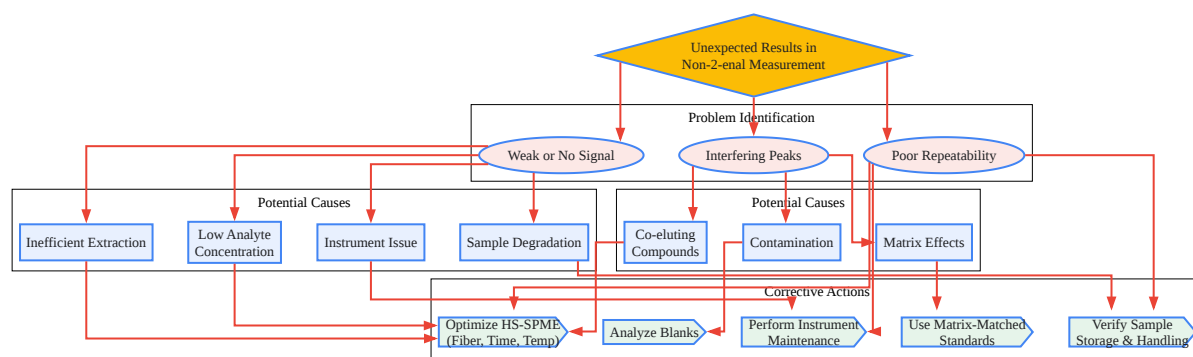 Unexpected Results in
Non-2-enal Measurement
Problem Identification
Weak or No Signal
Interfering Peaks
Poor Repeatability
Potential Causes
Potential Causes
Inefficient Extraction
Low Analyte
Concentration
Instrument Issue
Sample Degradation
Co-eluting
Compounds
Contamination
Matrix Effects
Corrective Actions
Optimize HS-SPME
(Fiber, Time, Temp)
Analyze Blanks
Perform Instrument
Maintenance
Use Matrix-Matched
Standards
Verify Sample
Storage & Handling